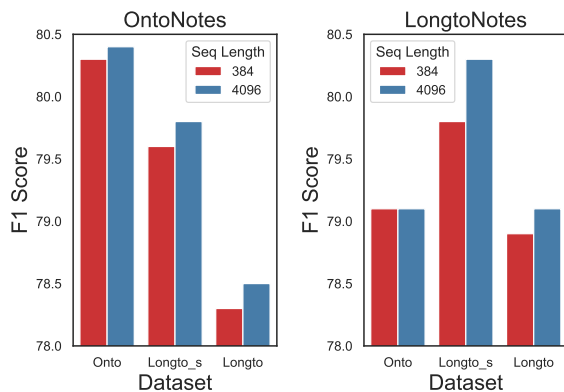 OntoNotes
80.5
80.0
79.5
79.0
78.5
78.0
F1 Score
Seq Length
384
4096
Onto
Longto_s
Longto
Dataset
LongtoNotes
80.5
80.0
79.5
79.0
78.5
78.0
F1 Score
Seq Length
384
4096
Onto
Longto_s
Longto
Dataset